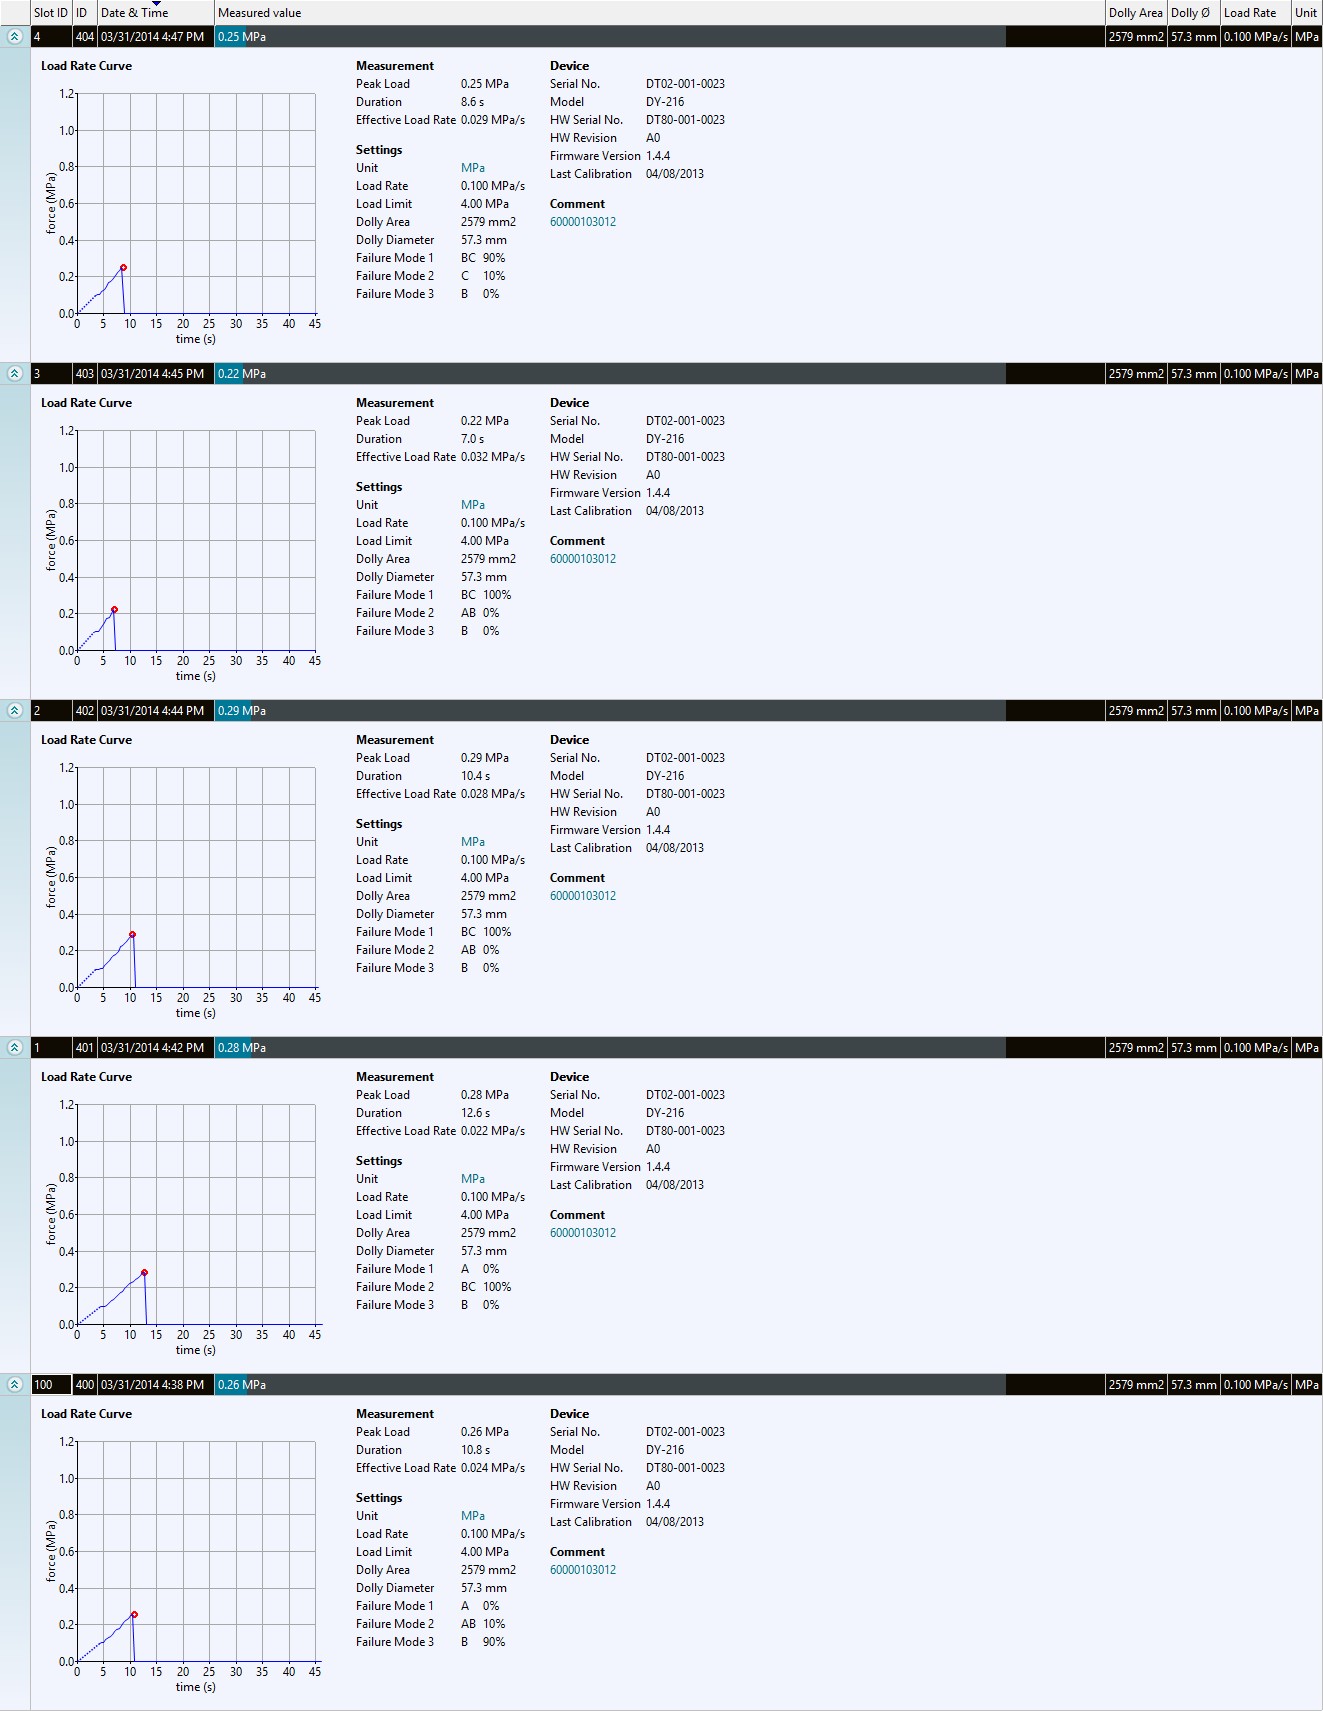 Slot ID ID Date & Time Measured value Dolly Area Dolly Ø Load Rate Unit
4 404 03/31/2014 4:47 PM 0.25 MPa 2579 mm2 57.3 mm 0.100 MPa/s MPa
Load Rate Curve
1.2
1.0
0.8
0.6
0.4
0.2
0.0
force (MPa)
0 5 10 15 20 25 30 35 40 45
time (s)
Measurement
Peak Load 0.25 MPa
Duration 8.6 s
Effective Load Rate 0.029 MPa/s
Settings
Unit MPa
Load Rate 0.100 MPa/s
Load Limit 4.00 MPa
Dolly Area 2579 mm2
Dolly Diameter 57.3 mm
Failure Mode 1 BC 90%
Failure Mode 2 C 10%
Failure Mode 3 B 0%
Device
Serial No. DT02-001-0023
Model DY-216
HW Serial No. DT80-001-0023
HW Revision A0
Firmware Version 1.4.4
Last Calibration 04/08/2013
Comment
60000103012
3 403 03/31/2014 4:45 PM 0.22 MPa 2579 mm2 57.3 mm 0.100 MPa/s MPa
Load Rate Curve
1.2
1.0
0.8
0.6
0.4
0.2
0.0
force (MPa)
0 5 10 15 20 25 30 35 40 45
time (s)
Measurement
Peak Load 0.22 MPa
Duration 7.0 s
Effective Load Rate 0.032 MPa/s
Settings
Unit MPa
Load Rate 0.100 MPa/s
Load Limit 4.00 MPa
Dolly Area 2579 mm2
Dolly Diameter 57.3 mm
Failure Mode 1 BC 100%
Failure Mode 2 AB 0%
Failure Mode 3 B 0%
Device
Serial No. DT02-001-0023
Model DY-216
HW Serial No. DT80-001-0023
HW Revision A0
Firmware Version 1.4.4
Last Calibration 04/08/2013
Comment
60000103012
2 402 03/31/2014 4:44 PM 0.29 MPa 2579 mm2 57.3 mm 0.100 MPa/s MPa
Load Rate Curve
1.2
1.0
0.8
0.6
0.4
0.2
0.0
force (MPa)
0 5 10 15 20 25 30 35 40 45
time (s)
Measurement
Peak Load 0.29 MPa
Duration 10.4 s
Effective Load Rate 0.028 MPa/s
Settings
Unit MPa
Load Rate 0.100 MPa/s
Load Limit 4.00 MPa
Dolly Area 2579 mm2
Dolly Diameter 57.3 mm
Failure Mode 1 BC 100%
Failure Mode 2 AB 0%
Failure Mode 3 B 0%
Device
Serial No. DT02-001-0023
Model DY-216
HW Serial No. DT80-001-0023
HW Revision A0
Firmware Version 1.4.4
Last Calibration 04/08/2013
Comment
60000103012
1 401 03/31/2014 4:42 PM 0.28 MPa 2579 mm2 57.3 mm 0.100 MPa/s MPa
Load Rate Curve
1.2
1.0
0.8
0.6
0.4
0.2
0.0
force (MPa)
0 5 10 15 20 25 30 35 40 45
time (s)
Measurement
Peak Load 0.28 MPa
Duration 12.6 s
Effective Load Rate 0.022 MPa/s
Settings
Unit MPa
Load Rate 0.100 MPa/s
Load Limit 4.00 MPa
Dolly Area 2579 mm2
Dolly Diameter 57.3 mm
Failure Mode 1 A 0%
Failure Mode 2 BC 100%
Failure Mode 3 B 0%
Device
Serial No. DT02-001-0023
Model DY-216
HW Serial No. DT80-001-0023
HW Revision A0
Firmware Version 1.4.4
Last Calibration 04/08/2013
Comment
60000103012
100 400 03/31/2014 4:38 PM 0.26 MPa 2579 mm2 57.3 mm 0.100 MPa/s MPa
Load Rate Curve
1.2
1.0
0.8
0.6
0.4
0.2
0.0
force (MPa)
0 5 10 15 20 25 30 35 40 45
time (s)
Measurement
Peak Load 0.26 MPa
Duration 10.8 s
Effective Load Rate 0.024 MPa/s
Settings
Unit MPa
Load Rate 0.100 MPa/s
Load Limit 4.00 MPa
Dolly Area 2579 mm2
Dolly Diameter 57.3 mm
Failure Mode 1 A 0%
Failure Mode 2 AB 10%
Failure Mode 3 B 90%
Device
Serial No. DT02-001-0023
Model DY-216
HW Serial No. DT80-001-0023
HW Revision A0
Firmware Version 1.4.4
Last Calibration 04/08/2013
Comment
60000103012